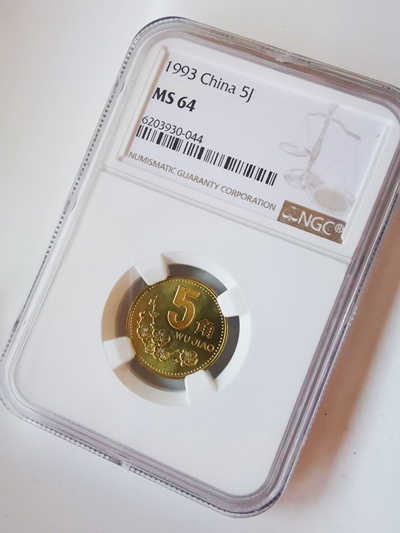 1993 China 5J
MS 64
6203930-044
NUMISMATIC GUARANTY CORPORATION
NGC®
5角
WU JIAO